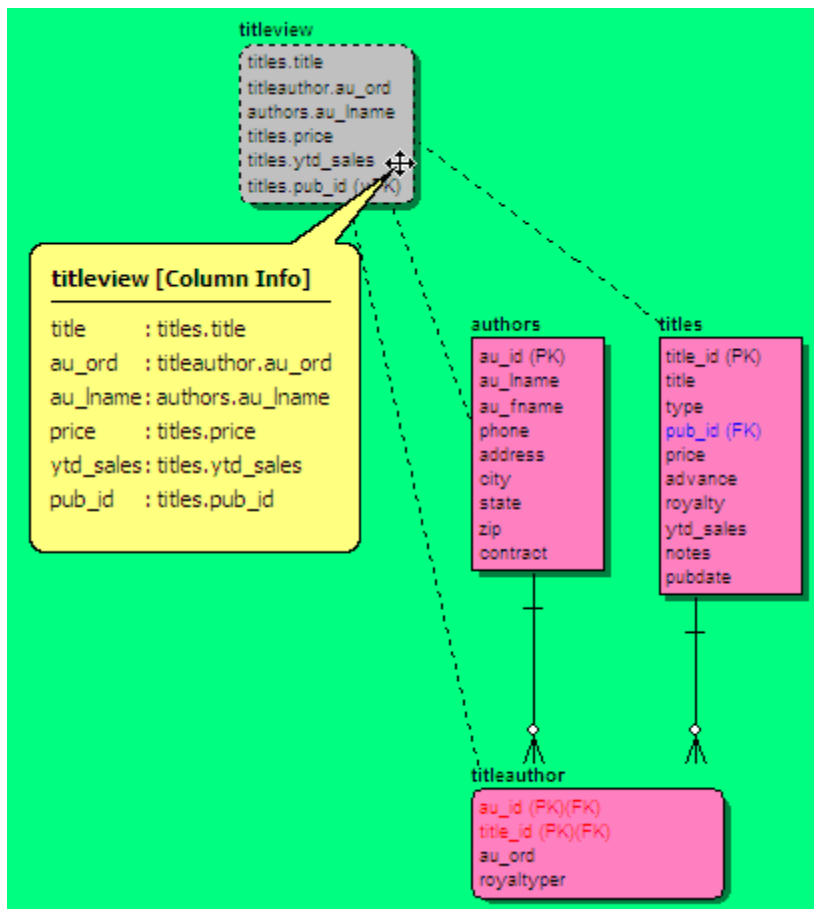 titleview
titles.title
titleauthor.au_ord
authors.au_lname
titles.price
titles.ytd_sales
titles.pub_id
titleview [Column Info]
title : titles.title
au_ord : titleauthor.au_ord
au_lname: authors.au_lname
price : titles.price
ytd_sales: titles.ytd_sales
pub_id : titles.pub_id
authors
au_id (PK)
au_lname
au_fname
phone
address
city
state
zip
contract
titles
title_id (PK)
title
type
pub_id (FK)
price
advance
royalty
ytd_sales
notes
pubdate
titleauthor
au_id (PK)(FK)
title_id (PK)(FK)
au_ord
royaltyper